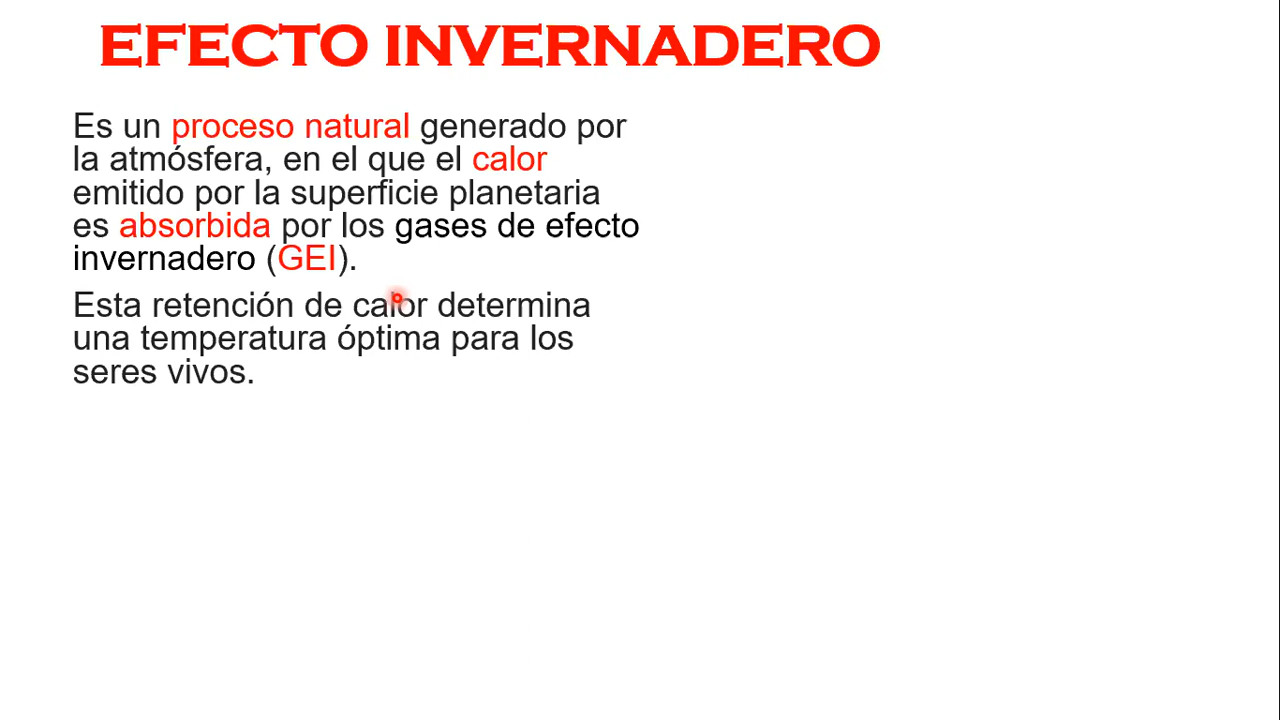 EFECTO INVERNADERO
Es un proceso natural generado por
la atmósfera, en el que el calor
emitido por la superficie planetaria
es absorbida por los gases de efecto
invernadero (GEI).
Esta retención de calor determina
una temperatura óptima para los
seres vivos.